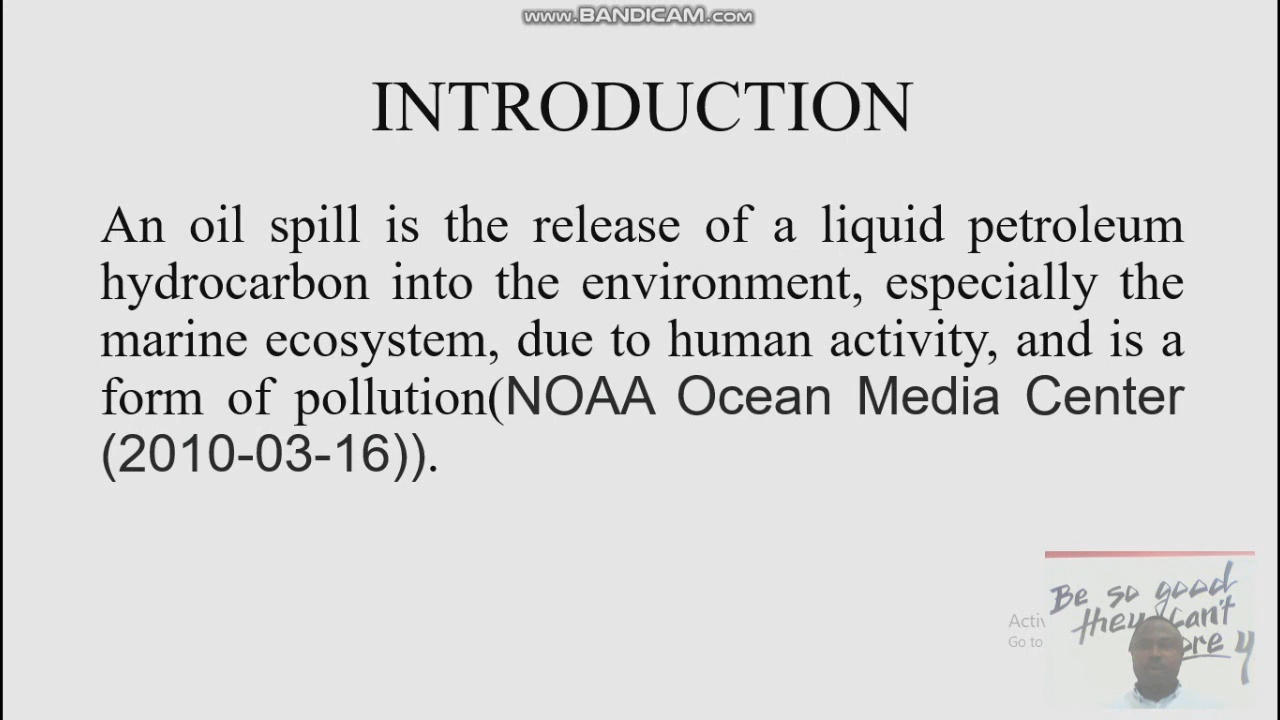 www.BANDICAM.com
INTRODUCTION
An oil spill is the release of a liquid petroleum
hydrocarbon into the environment, especially the
marine ecosystem, due to human activity, and is a
form of pollution(NOAA Ocean Media Center
(2010-03-16)).
Be so good
they can't
Go to